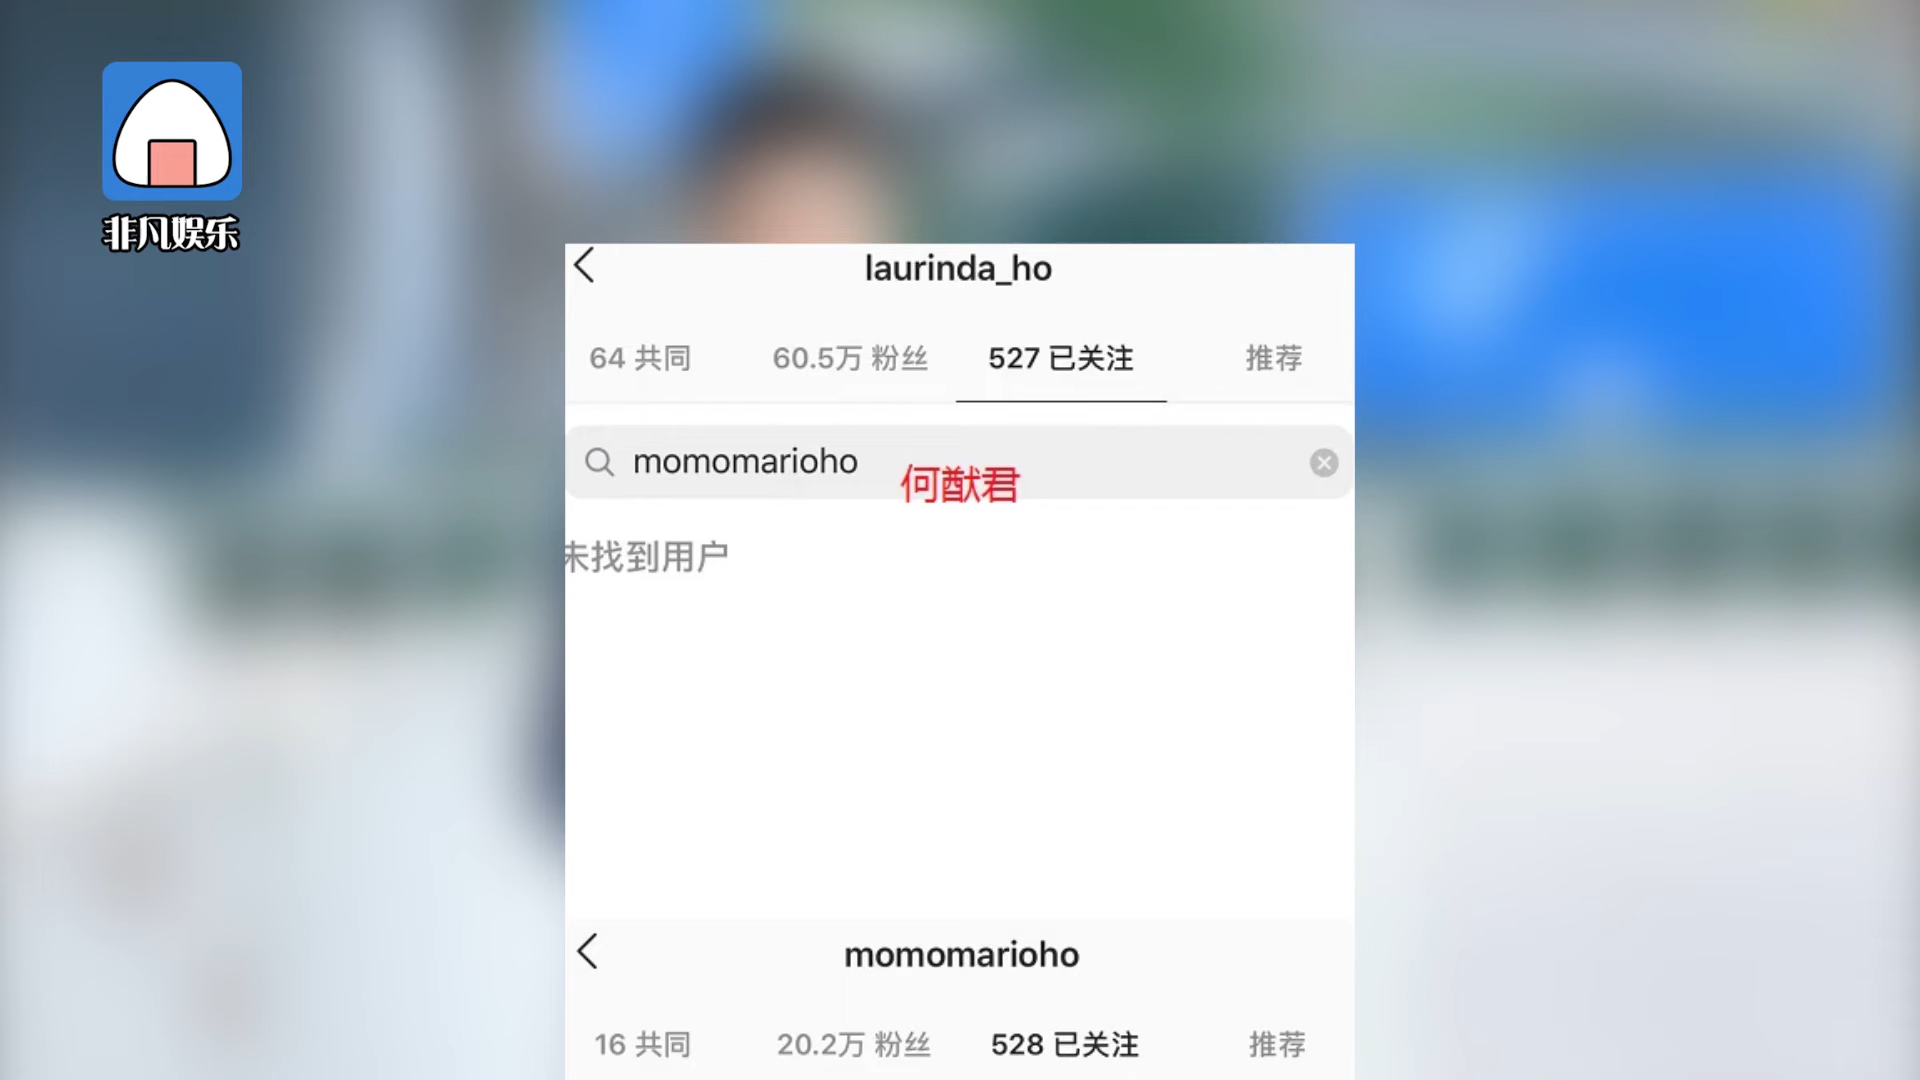 非凡娱乐
laurinda_ho
64 共同 60.5万 粉丝 527 已关注 推荐
momomarioho
何猷君
未找到用户
momomarioho
16 共同 20.2万 粉丝 528 已关注 推荐